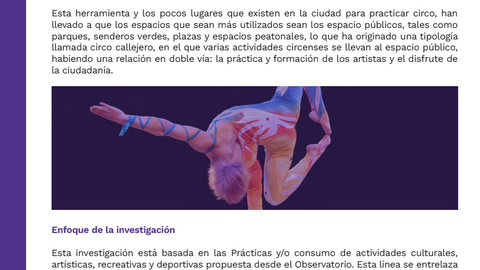 Esta herramienta y los pocos lugares que existen en la ciudad para practicar circo, han
llevado a que los espacios que sean más utilizados sean los espacio públicos, tales como
parques, senderos verdes, plazas y espacios peatonales, lo que ha originado una tipología
llamada circo callejero, en el que varias actividades circenses se llevan al espacio público,
habiendo una relación en doble vía: la práctica y formación de los artistas y el disfrute de
la ciudadanía.
Enfoque de la investigación
Esta investigación está basada en las Prácticas y/o consumo de actividades culturales,
artísticas, recreativas y deportivas propuesta desde el Observatorio. Esta línea se entrelaza